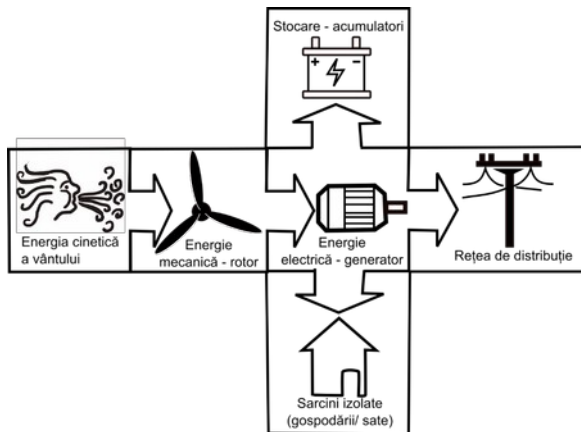 Stocare - acumulatori
Energia cinetică
a vântului
Energie
mecanică - rotor
Energie
electrică - generator
Rețea de distribuție
Sarcini izolate
(gospodării/ sate)